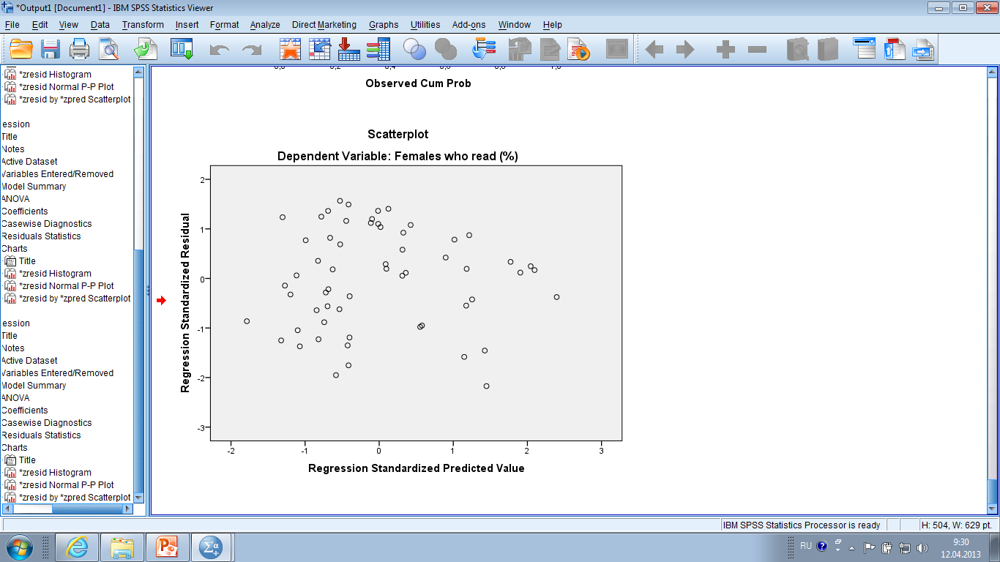 *Output1 [Document1] - IBM SPSS Statistics Viewer
File Edit View Data Transform Insert Format Analyze Direct Marketing Graphs Utilities Add-ons Window Help
*zresid Histogram
*zresid Normal P-P Plot
*zresid by *zpred Scatterplot
ession
Title
Notes
Active Dataset
Variables Entered/Removed
Model Summary
ANOVA
Coefficients
Casewise Diagnostics
Residuals Statistics
Charts
Title
*zresid Histogram
*zresid Normal P-P Plot
*zresid by *zpred Scatterplot
ession
Title
Notes
Active Dataset
Variables Entered/Removed
Model Summary
ANOVA
Coefficients
Casewise Diagnostics
Residuals Statistics
Charts
Title
*zresid Histogram
*zresid Normal P-P Plot
*zresid by *zpred Scatterplot
Observed Cum Prob
Scatterplot
Dependent Variable: Females who read (%)
Regression Standardized Residual
2
1
0
-1
-2
-3
-2 -1 0 1 2 3
Regression Standardized Predicted Value
IBM SPSS Statistics Processor is ready
H: 504, W: 629 pt.
RU
9:30
12.04.2013